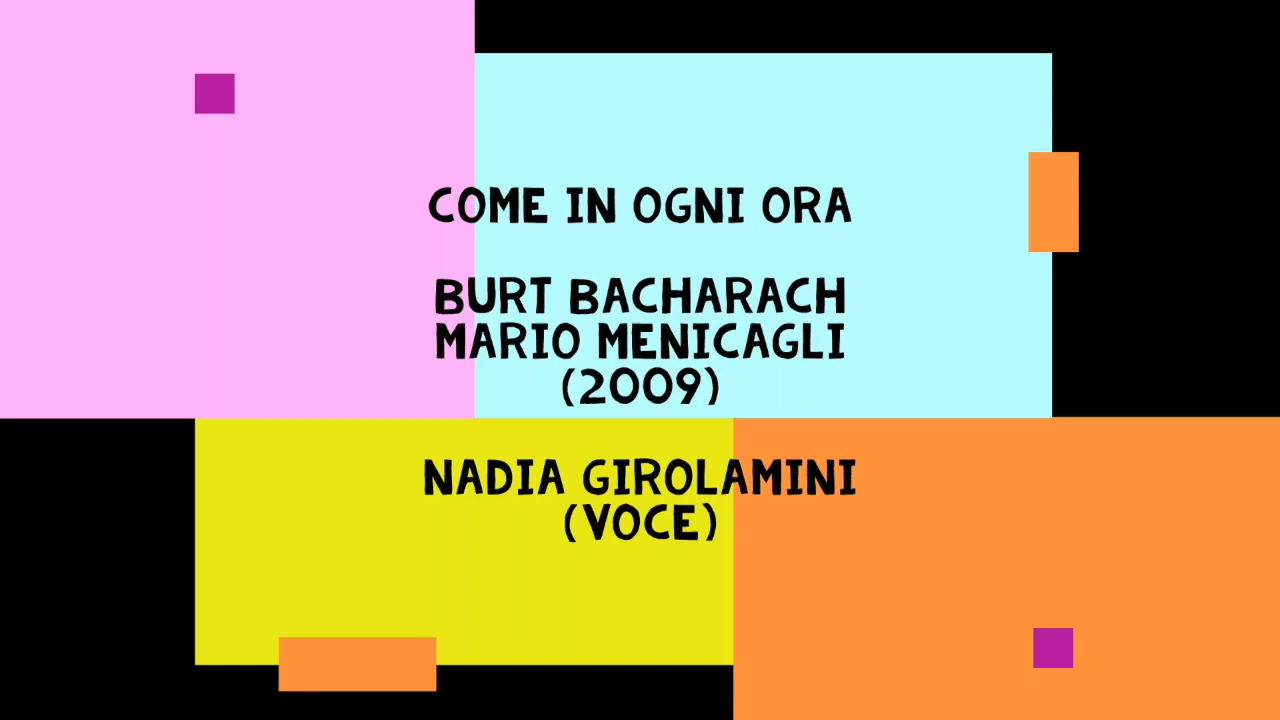 COME IN OGNI ORA
BURT BACHARACH
MARIO MENICAGLI
(2009)
NADIA GIROLAMINI
(VOCE)